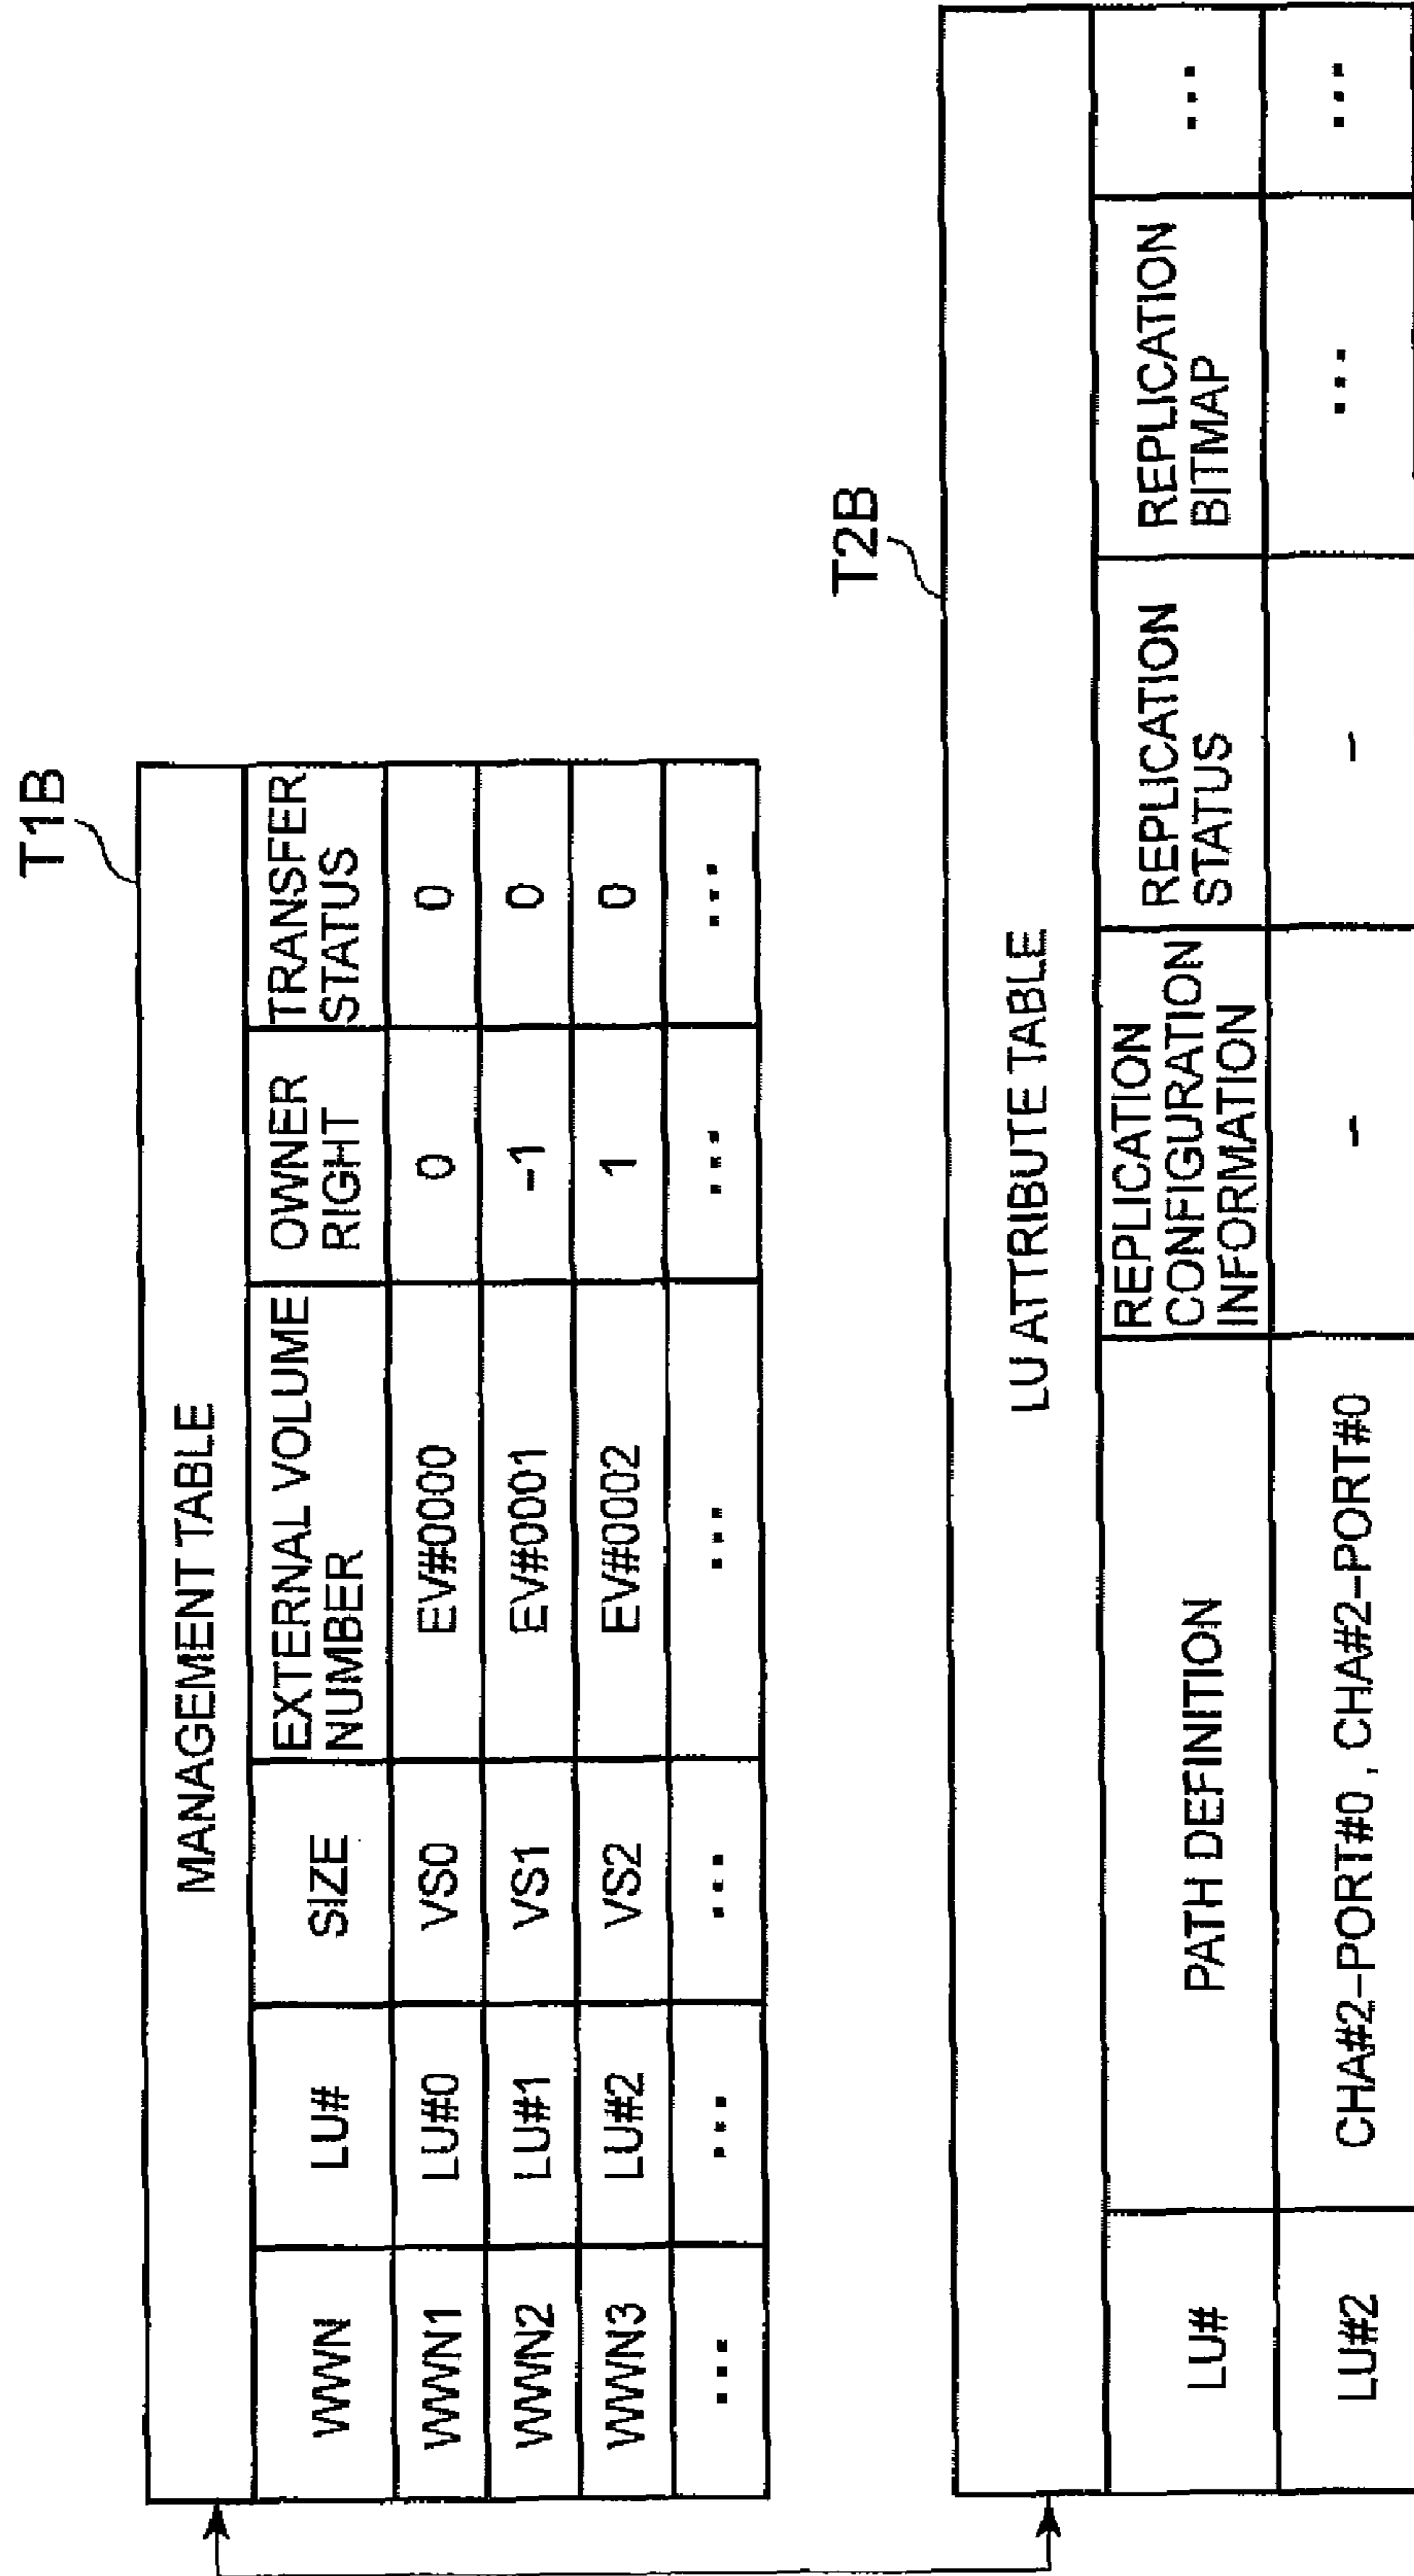 T1B
MANAGEMENT TABLE
WWN LU# SIZE EXTERNAL VOLUME NUMBER OWNER RIGHT TRANSFER STATUS
WWN1 LU#0 VS0 EV#0000 0 0
WWN2 LU#1 VS1 EV#0001 -1 0
WWN3 LU#2 VS2 EV#0002 1 0
... ... ... ... ... ...
T2B
LU ATTRIBUTE TABLE
LU# PATH DEFINITION REPLICATION CONFIGURATION INFORMATION REPLICATION STATUS REPLICATION BITMAP ...
LU#2 CHA#2-PORT#0 , CHA#2-PORT#0 - - ... ...